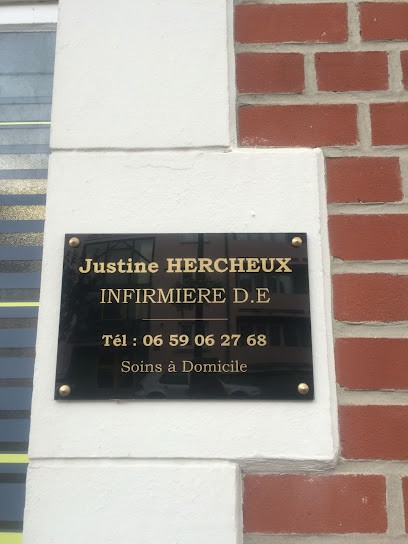 Justine HERCHEUX
INFIRMIERE D.E
Tél : 06 59 06 27 68
Soins à Domicile